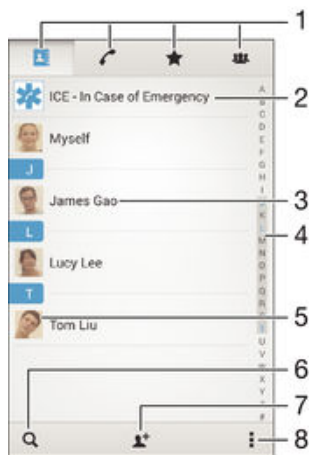 1
A
ICE - In Case of Emergency
2
B
C
D
Myself
E
F
G
J
H
I
James Gao
3
K
L
4
L
M
N
O
Lucy Lee
P
Q
R
T
5
Tom Liu
U
V
W
X
Y
#
6
7
8